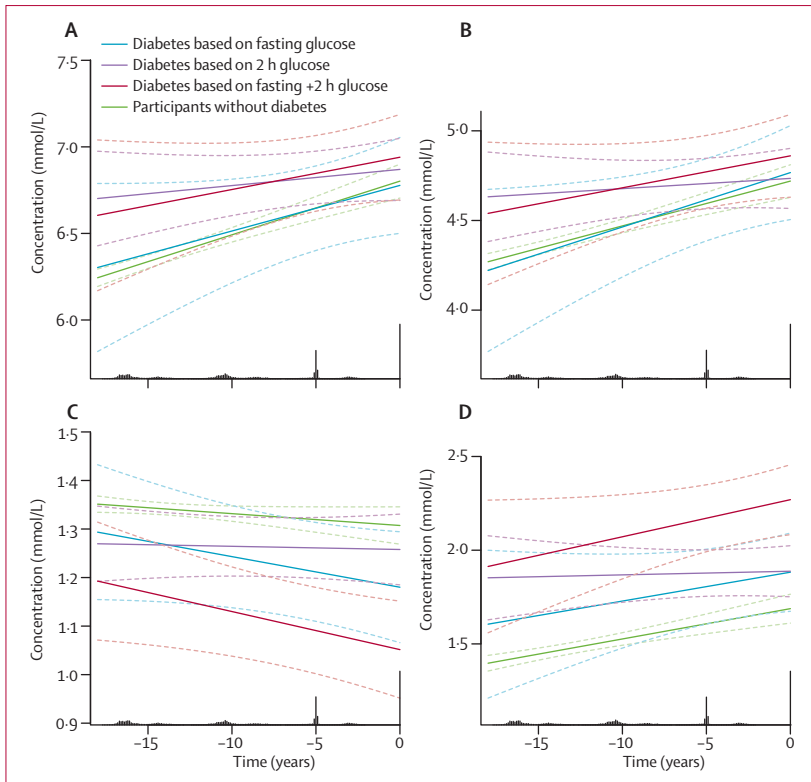 A
Diabetes based on fasting glucose
Diabetes based on 2 h glucose
Diabetes based on fasting +2 h glucose
Participants without diabetes
Concentration (mmol/L)
7·5
7·0
6·5
6·0
B
Concentration (mmol/L)
5·0
4·5
4·0
C
Concentration (mmol/L)
1·5
1·4
1·3
1·2
1·1
1·0
0·9
−15
−10
−5
0
Time (years)
D
Concentration (mmol/L)
2·5
2·0
1·5
−15
−10
−5
0
Time (years)